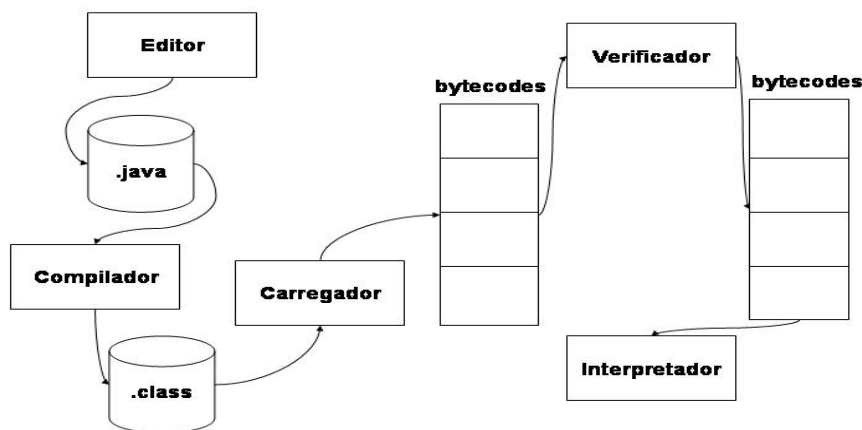 Editor
.java
Compilador
.class
Carregador
bytecodes
Verificador
bytecodes
Interpretador